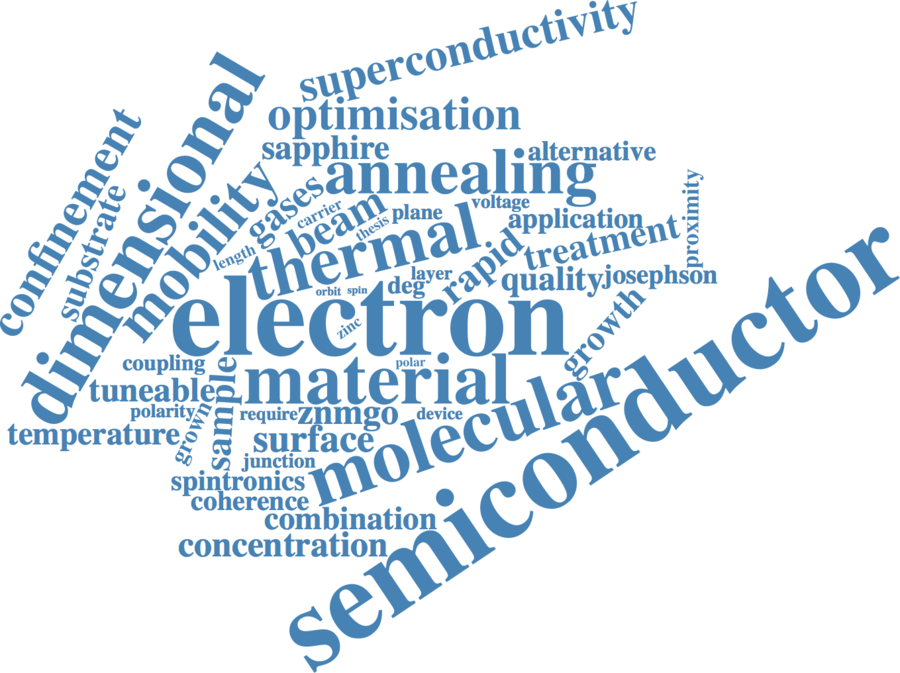 superconductivity
optimisation
confinement
dimensional
sapphire
annealing
alternative
substrate
mobility
gases
carrier
beam
thesis
plane
voltage
application
proximity
length
thermal
rapid
treatment
deg
layer
quality
josephson
orbit
spin
electron
zinc
growth
coupling
polar
tuneable
sample
material
molecular
semiconductor
polarity
grown
require
znmgo
device
temperature
surface
junction
spintronics
coherence
combination
concentration